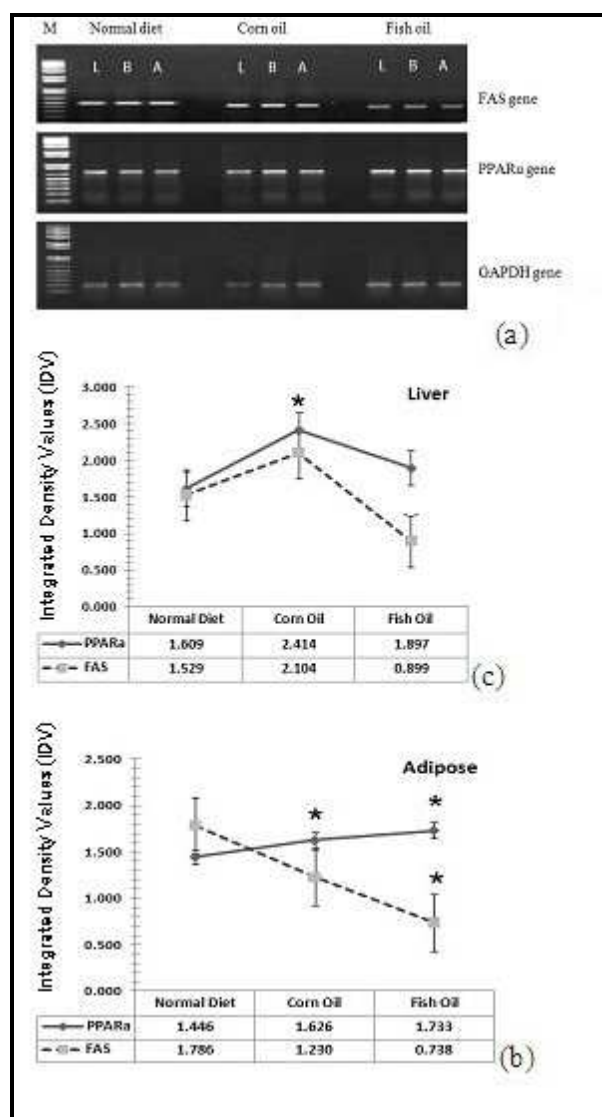 M Normal diet Corn oil Fish oil
L B A L B A L B A
FAS gene
PPARα gene
GAPDH gene
(a)
Integrated Density Values (IDV)
3.000
2.500
2.000
1.500
1.000
0.500
0.000
*
Liver
Normal Diet Corn Oil Fish Oil
PPARa 1.609 2.414 1.897
FAS 1.529 2.104 0.899
(c)
Integrated Density Values (IDV)
2.500
2.000
1.500
1.000
0.500
0.000
Adipose
* *
*
Normal Diet Corn Oil Fish Oil
PPARa 1.446 1.626 1.733
FAS 1.786 1.230 0.738
(b)